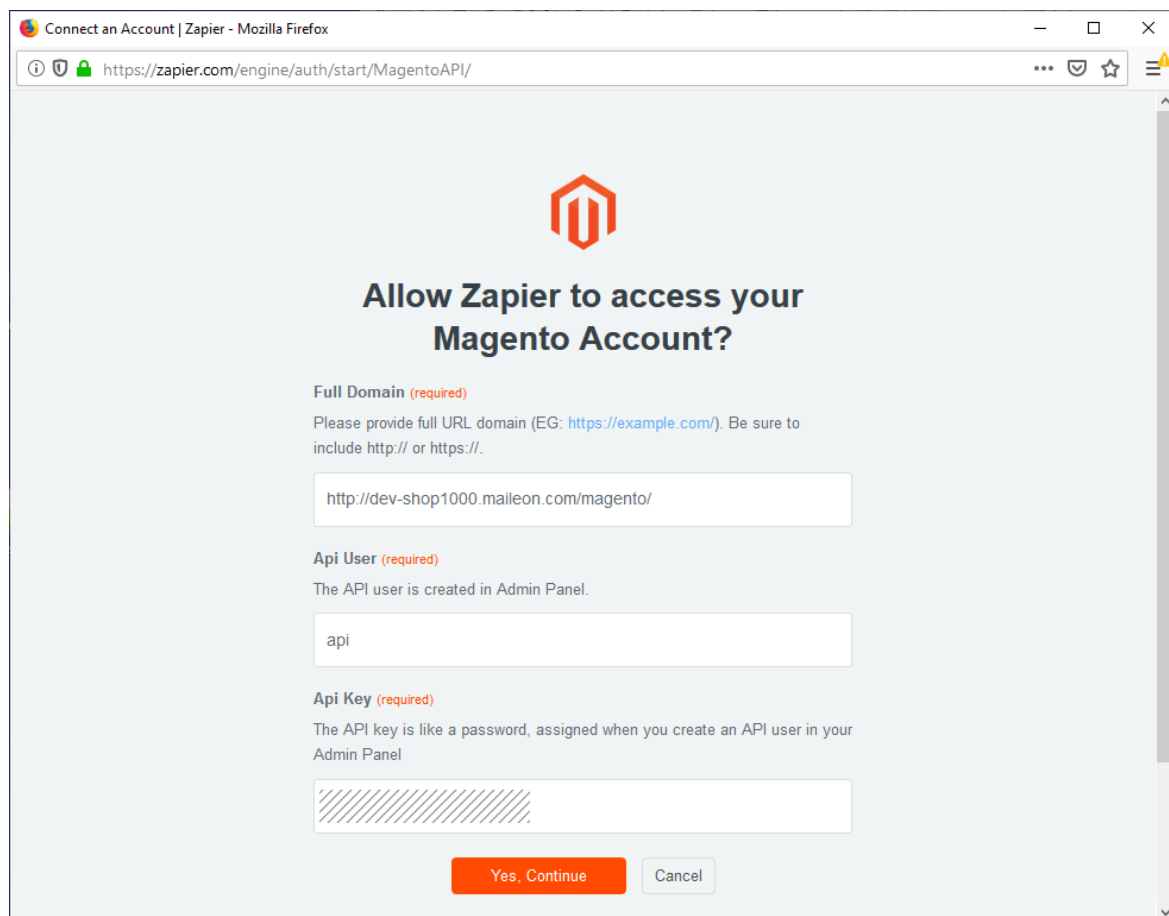 Connect an Account | Zapier - Mozilla Firefox
https://zapier.com/engine/auth/start/MagentoAPI/
Allow Zapier to access your
Magento Account?
Full Domain (required)
Please provide full URL domain (EG: https://example.com/). Be sure to
include http:// or https://.
http://dev-shop1000.maileon.com/magento/
Api User (required)
The API user is created in Admin Panel.
api
Api Key (required)
The API key is like a password, assigned when you create an API user in your
Admin Panel
Yes, Continue Cancel